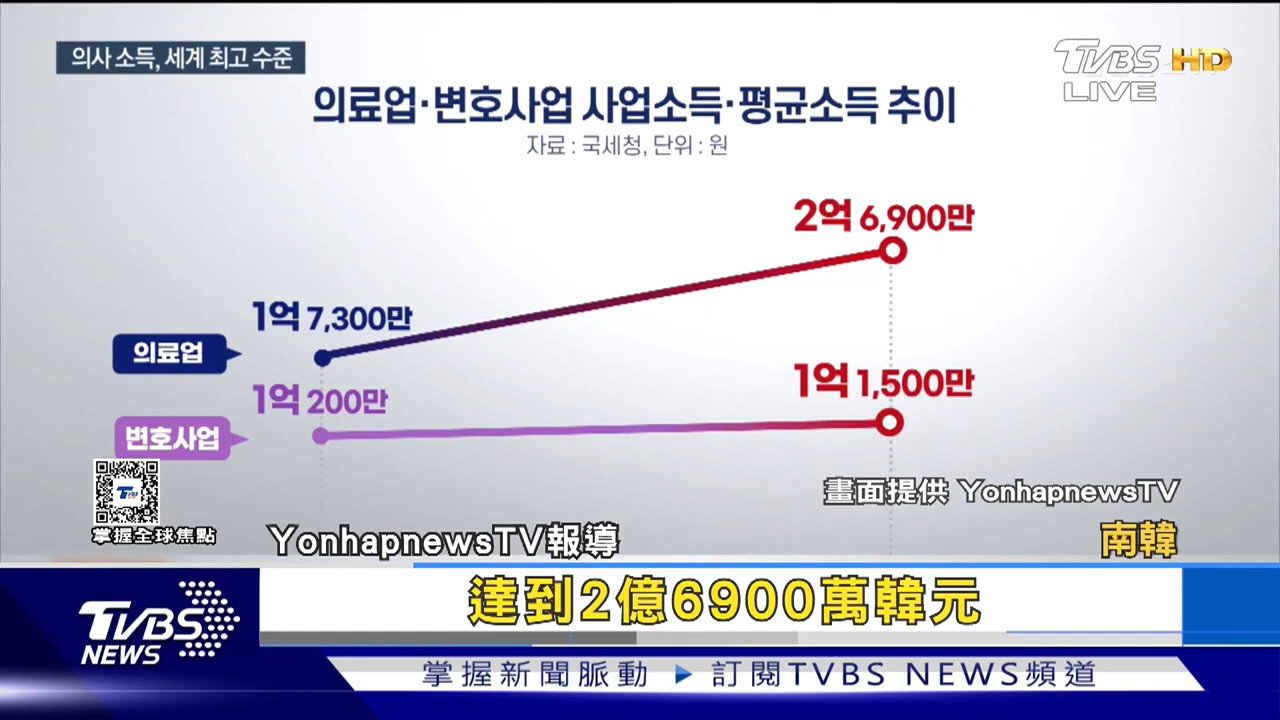 의사 소득, 세계 최고 수준
TVBS HD
LIVE
의료업·변호사업 사업소득·평균소득 추이
자료 : 국세청, 단위 : 원
2억 6,900만
1억 7,300만
의료업
1억 1,500만
1억 200만
변호사업
畫面提供 YonhapnewsTV
掌握全球焦點
YonhapnewsTV報導
南韓
達到2億6900萬韓元
TVBS
NEWS
掌握新聞脈動 ▶ 訂閱TVBS NEWS頻道